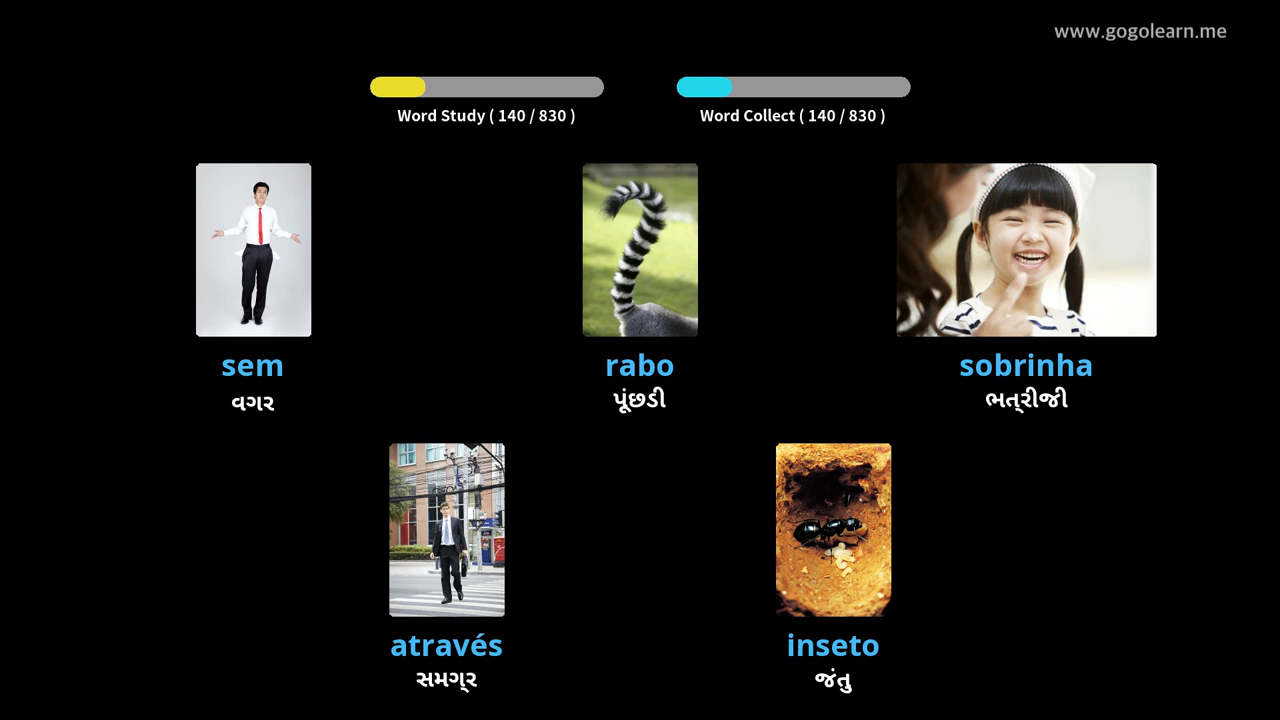 www.gogolearn.me
Word Study ( 140 / 830 )
Word Collect ( 140 / 830 )
sem
વગર
rabo
પૂંછડી
sobrinha
ભત્રીજી
através
સમગ્ર
inseto
જંતુ